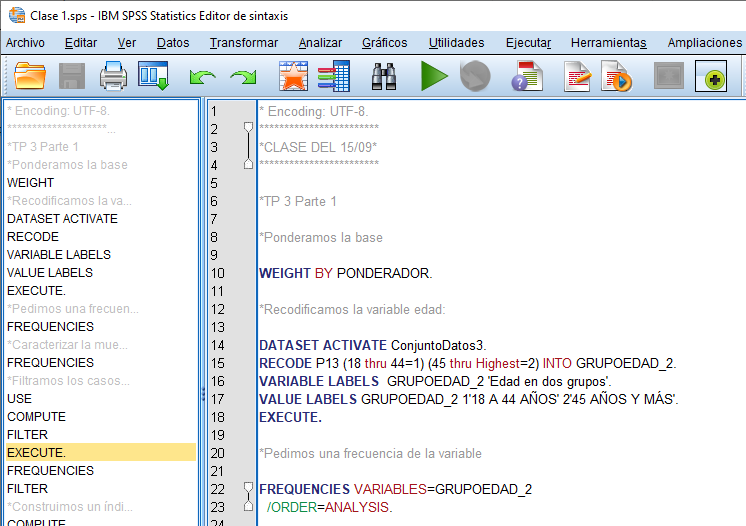 Clase 1.sps - IBM SPSS Statistics Editor de sintaxis
Archivo Editar Ver Datos Transformar Analizar Gráficos Utilidades Ejecutar Herramientas Ampliaciones
* Encoding: UTF-8.
*******************...
*TP 3 Parte 1
*Ponderamos la base
WEIGHT
*Recodificamos la va...
DATASET ACTIVATE
RECODE
VARIABLE LABELS
VALUE LABELS
EXECUTE.
*Pedimos una frecuen...
FREQUENCIES
*Caracterizar la mue...
FREQUENCIES
*Filtramos los casos...
USE
COMPUTE
FILTER
EXECUTE.
FREQUENCIES
FILTER
*Construimos un índi...
COMPUTE
1 * Encoding: UTF-8.
2 ***********************
3 *CLASE DEL 15/09*
4 ***********************
5
6 *TP 3 Parte 1
7
8 *Ponderamos la base
9
10 WEIGHT BY PONDERADOR.
11
12 *Recodificamos la variable edad:
13
14 DATASET ACTIVATE ConjuntoDatos3.
15 RECODE P13 (18 thru 44=1) (45 thru Highest=2) INTO GRUPOEDAD_2.
16 VARIABLE LABELS  GRUPOEDAD_2 'Edad en dos grupos'.
17 VALUE LABELS GRUPOEDAD_2 1'18 A 44 AÑOS' 2'45 AÑOS Y MÁS'.
18 EXECUTE.
19
20 *Pedimos una frecuencia de la variable
21
22 FREQUENCIES VARIABLES=GRUPOEDAD_2
23 /ORDER=ANALYSIS.